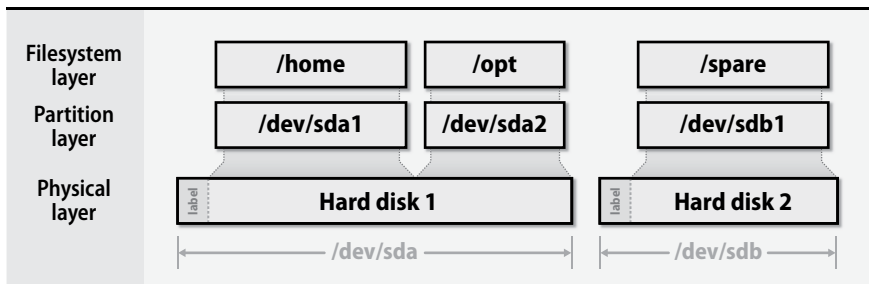 Filesystem
layer
/home
/opt
/spare
Partition
layer
/dev/sda1
/dev/sda2
/dev/sdb1
Physical
layer
label
Hard disk 1
label
Hard disk 2
/dev/sda
/dev/sdb